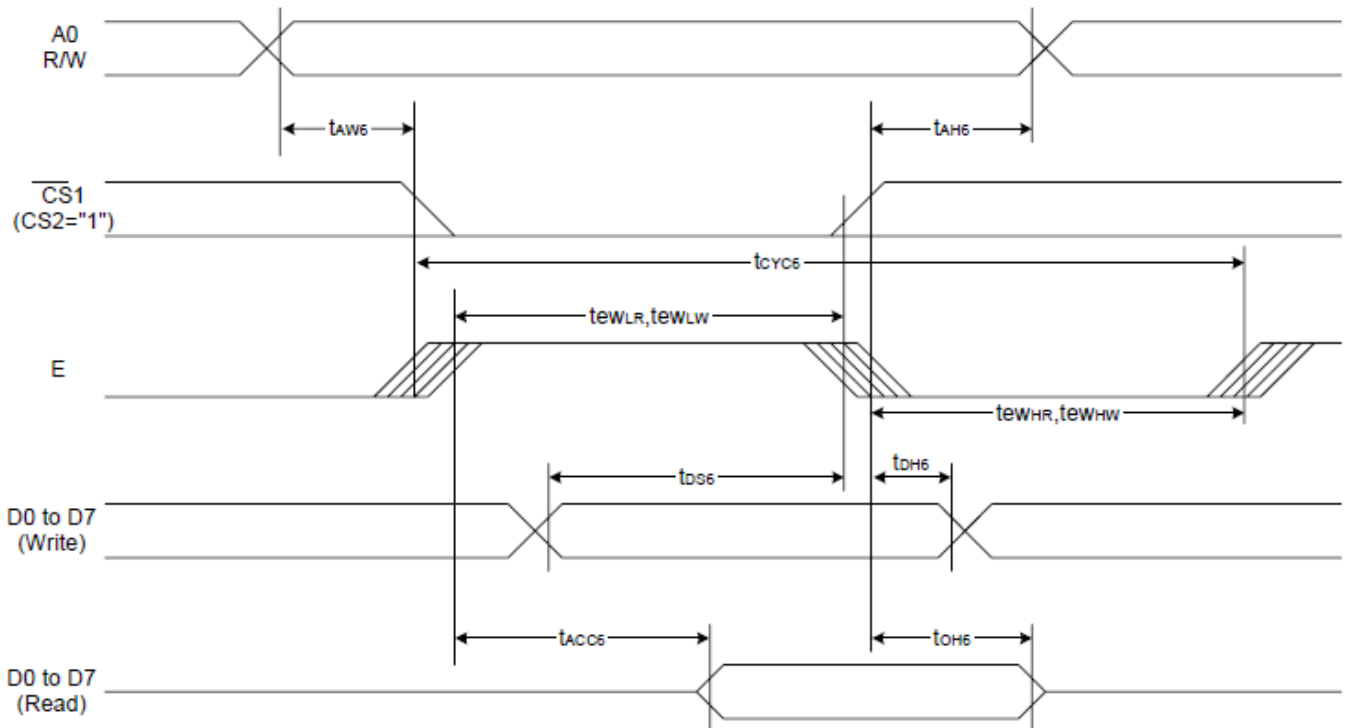 A0
R/W
tAW6
tAH6
CS1
(CS2="1")
tCYC6
tewLR,tewLW
E
tewHR,tewHW
tDS6
tDH6
D0 to D7
(Write)
tACC6
tOH6
D0 to D7
(Read)